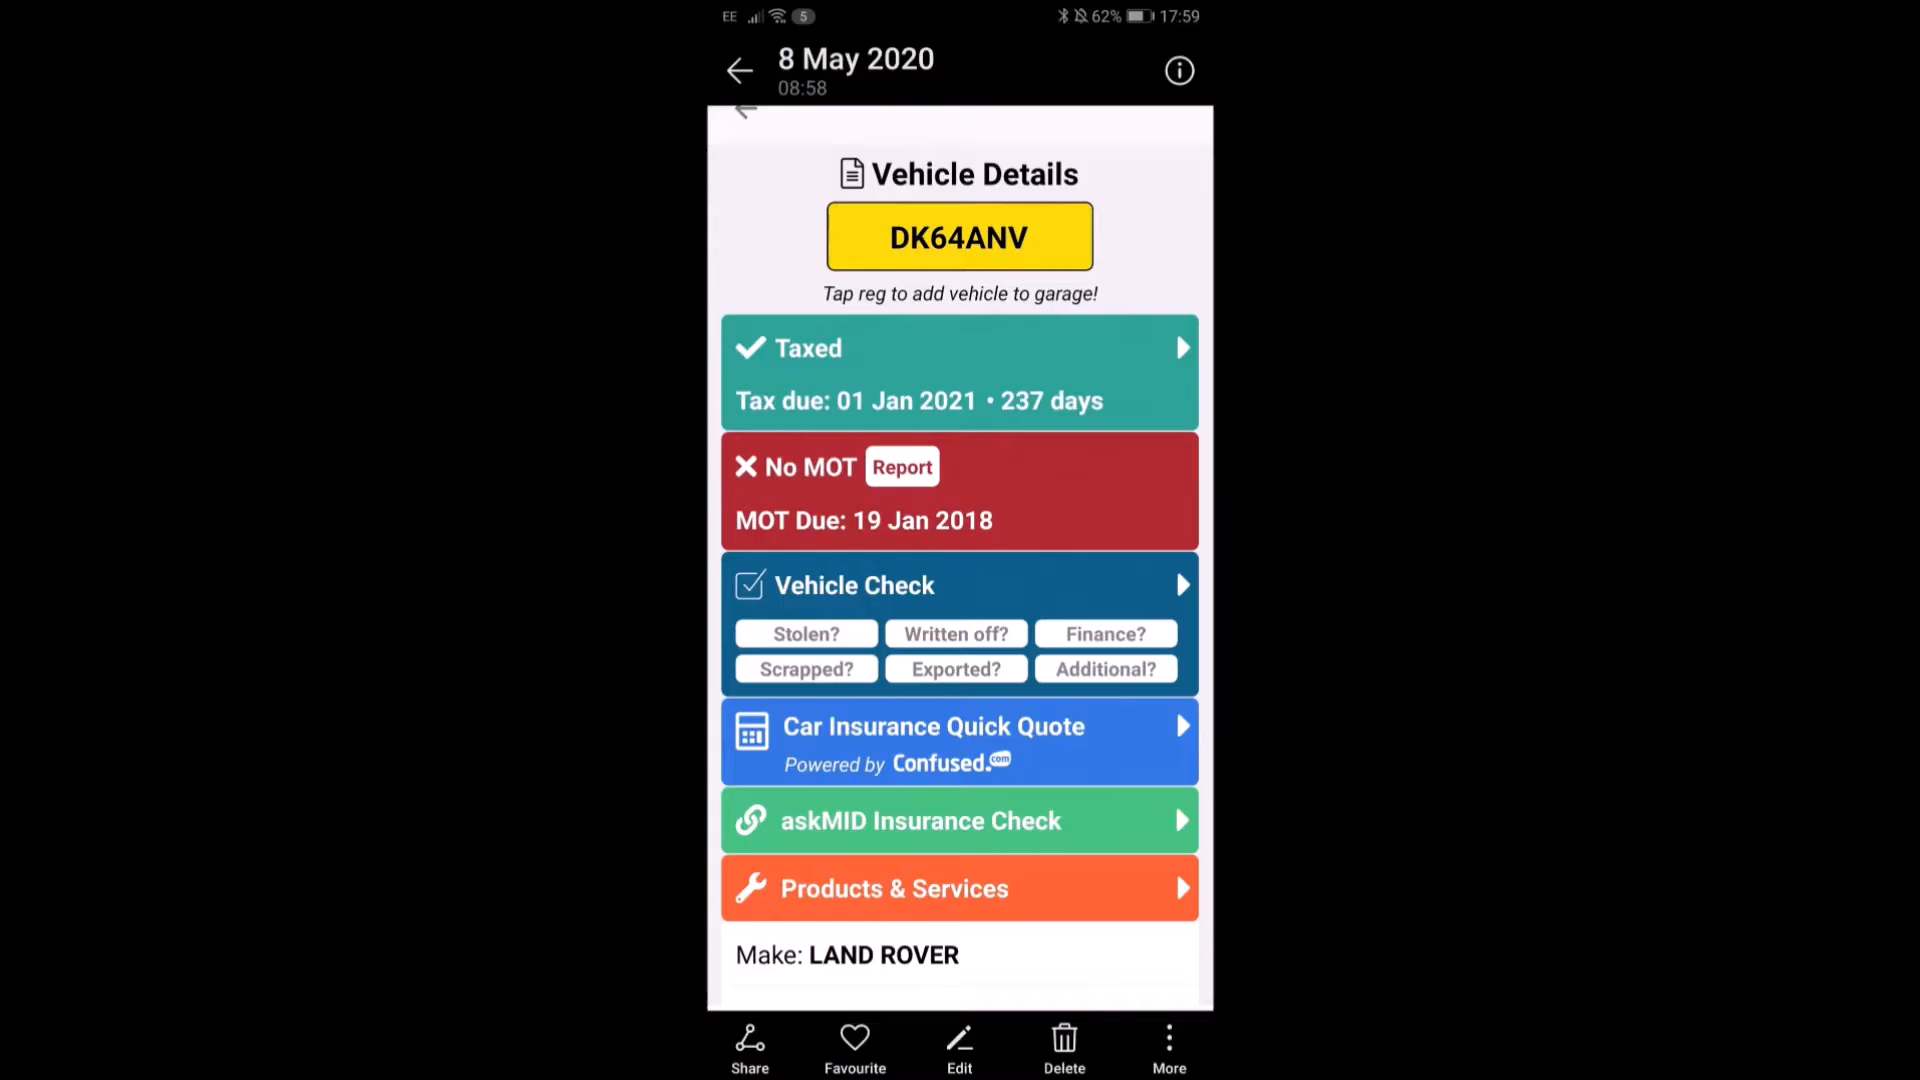 EE 5 62% 17:59
8 May 2020
08:58
Vehicle Details
DK64ANV
Tap reg to add vehicle to garage!
Taxed
Tax due: 01 Jan 2021 • 237 days
No MOT Report
MOT Due: 19 Jan 2018
Vehicle Check
Stolen? Written off? Finance?
Scrapped? Exported? Additional?
Car Insurance Quick Quote
Powered by Confused.com
askMID Insurance Check
Products & Services
Make: LAND ROVER
Share Favourite Edit Delete More